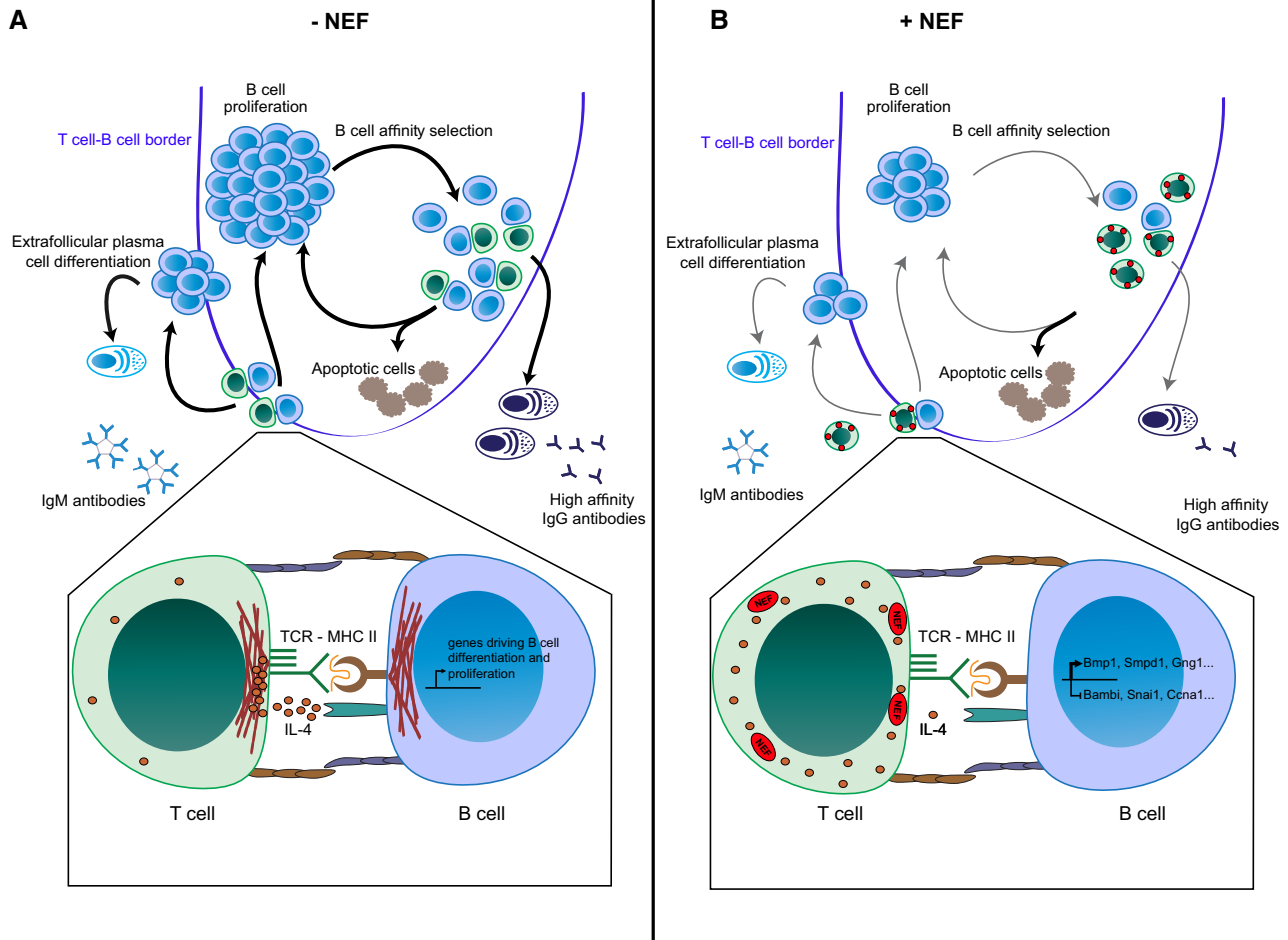 A
- NEF
B cell
proliferation
T cell-B cell border
B cell affinity selection
Extrafollicular plasma
cell differentiation
Apoptotic cells
IgM antibodies
High affinity
IgG antibodies
TCR - MHC II
genes driving B cell
differentiation and
proliferation
IL-4
T cell
B cell
B
+ NEF
B cell
proliferation
B cell affinity selection
T cell-B cell border
Extrafollicular plasma
cell differentiation
Apoptotic cells
IgM antibodies
High affinity
IgG antibodies
NEF
NEF
TCR - MHC II
Bmp1, Smpd1, Gng1...
Bambi, Snai1, Ccna1...
NEF
IL-4
NEF
T cell
B cell